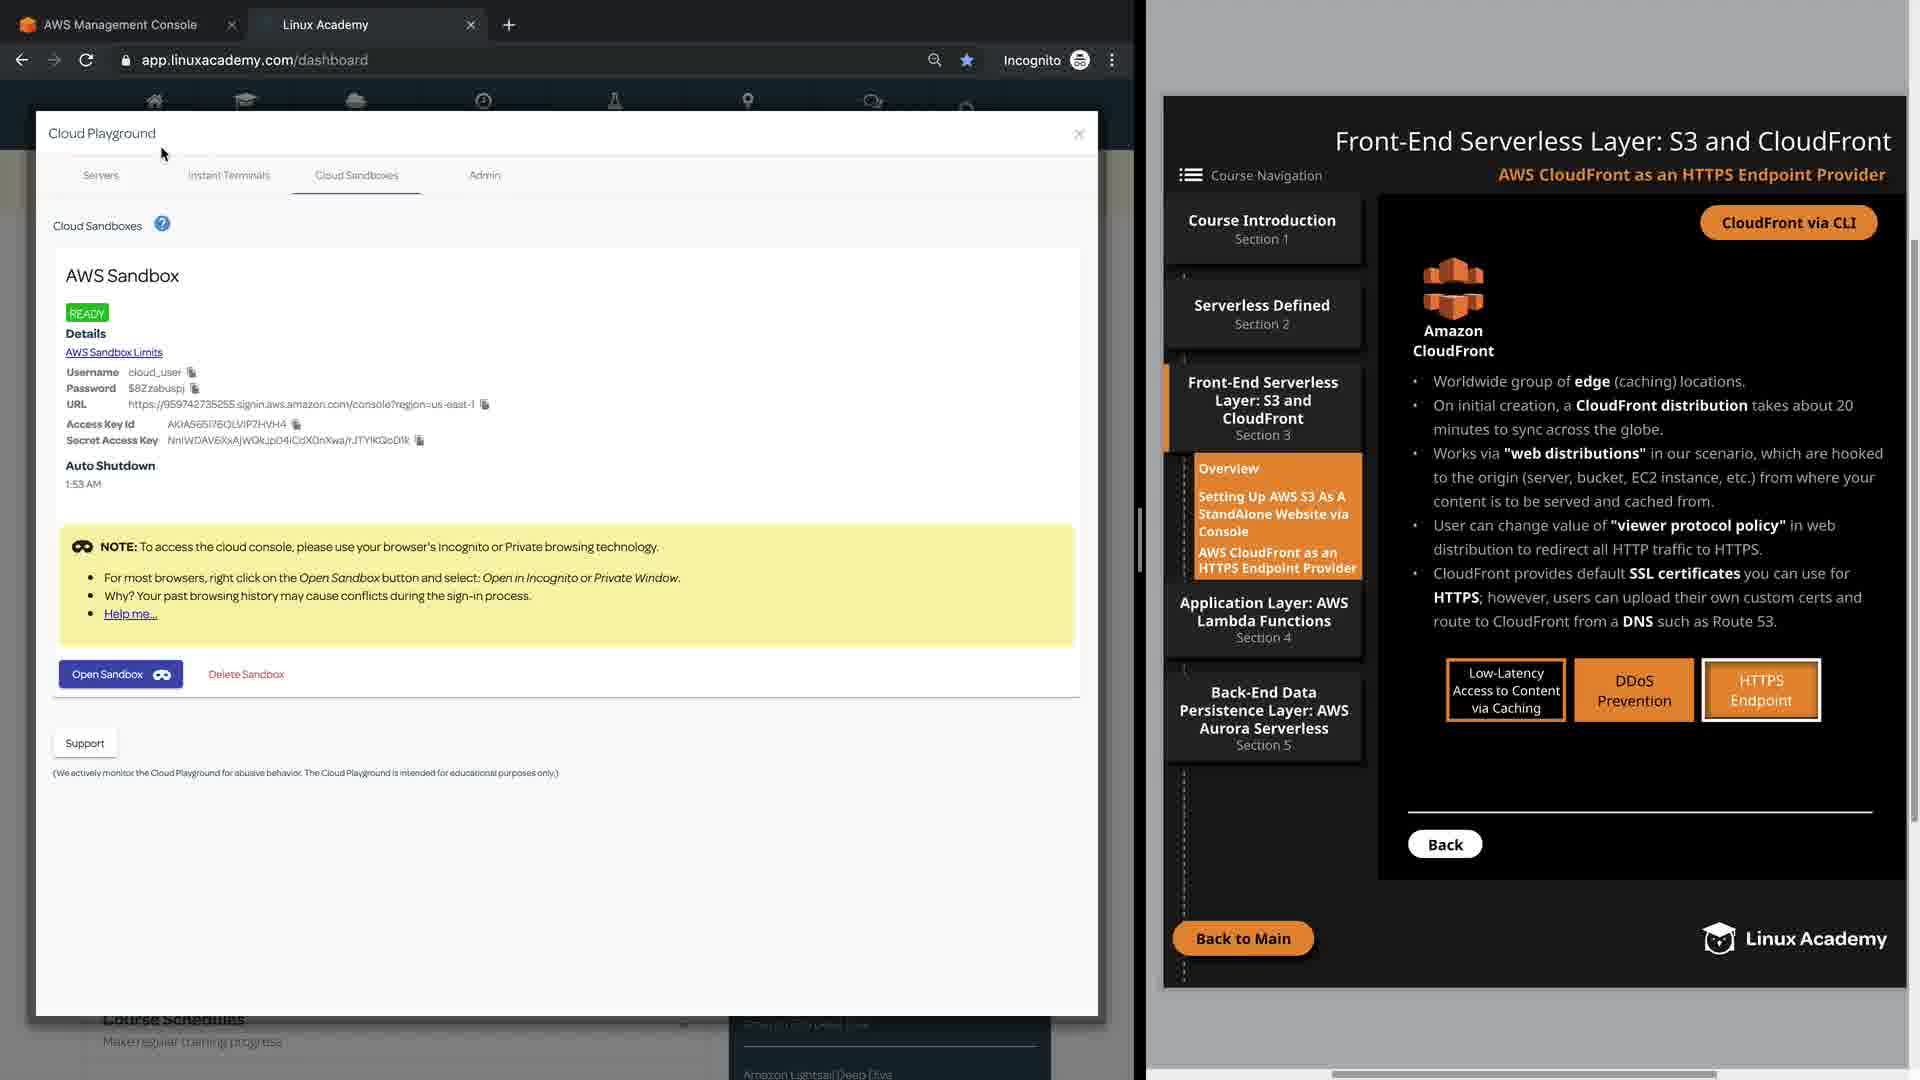 AWS Management Console
Linux Academy
app.linuxacademy.com/dashboard
Incognito
Cloud Playground
Servers
Instant Terminals
Cloud Sandboxes
Admin
Cloud Sandboxes
AWS Sandbox
READY
Details
AWS Sandbox Limits
Username cloud_user
Password $8Zzabuspj
URL https://959742735255.signin.aws.amazon.com/console?region=us-east-1
Access Key Id
Secret Access Key
Auto Shutdown
1:53 AM
NOTE: To access the cloud console, please use your browser's Incognito or Private browsing technology.
• For most browsers, right click on the Open Sandbox button and select: Open in Incognito or Private Window.
• Why? Your past browsing history may cause conflicts during the sign-in process.
• Help me...
Open Sandbox
Delete Sandbox
Support
(We actively monitor the Cloud Playground for abusive behavior. The Cloud Playground is intended for educational purposes only.)
Course Schedules
Make regular training progress
Amazon Lightsail Deep Dive
Front-End Serverless Layer: S3 and CloudFront
Course Navigation
AWS CloudFront as an HTTPS Endpoint Provider
Course Introduction
Section 1
Serverless Defined
Section 2
Front-End Serverless
Layer: S3 and
CloudFront
Section 3
Overview
Setting Up AWS S3 As A
StandAlone Website via
Console
AWS CloudFront as an
HTTPS Endpoint Provider
Application Layer: AWS
Lambda Functions
Section 4
Back-End Data
Persistence Layer: AWS
Aurora Serverless
Section 5
Back to Main
CloudFront via CLI
Amazon
CloudFront
• Worldwide group of edge (caching) locations.
• On initial creation, a CloudFront distribution takes about 20
minutes to sync across the globe.
• Works via "web distributions" in our scenario, which are hooked
to the origin (server, bucket, EC2 instance, etc.) from where your
content is to be served and cached from.
• User can change value of "viewer protocol policy" in web
distribution to redirect all HTTP traffic to HTTPS.
• CloudFront provides default SSL certificates you can use for
HTTPS; however, users can upload their own custom certs and
route to CloudFront from a DNS such as Route 53.
Low-Latency
Access to Content
via Caching
DDoS
Prevention
HTTPS
Endpoint
Back
Linux Academy